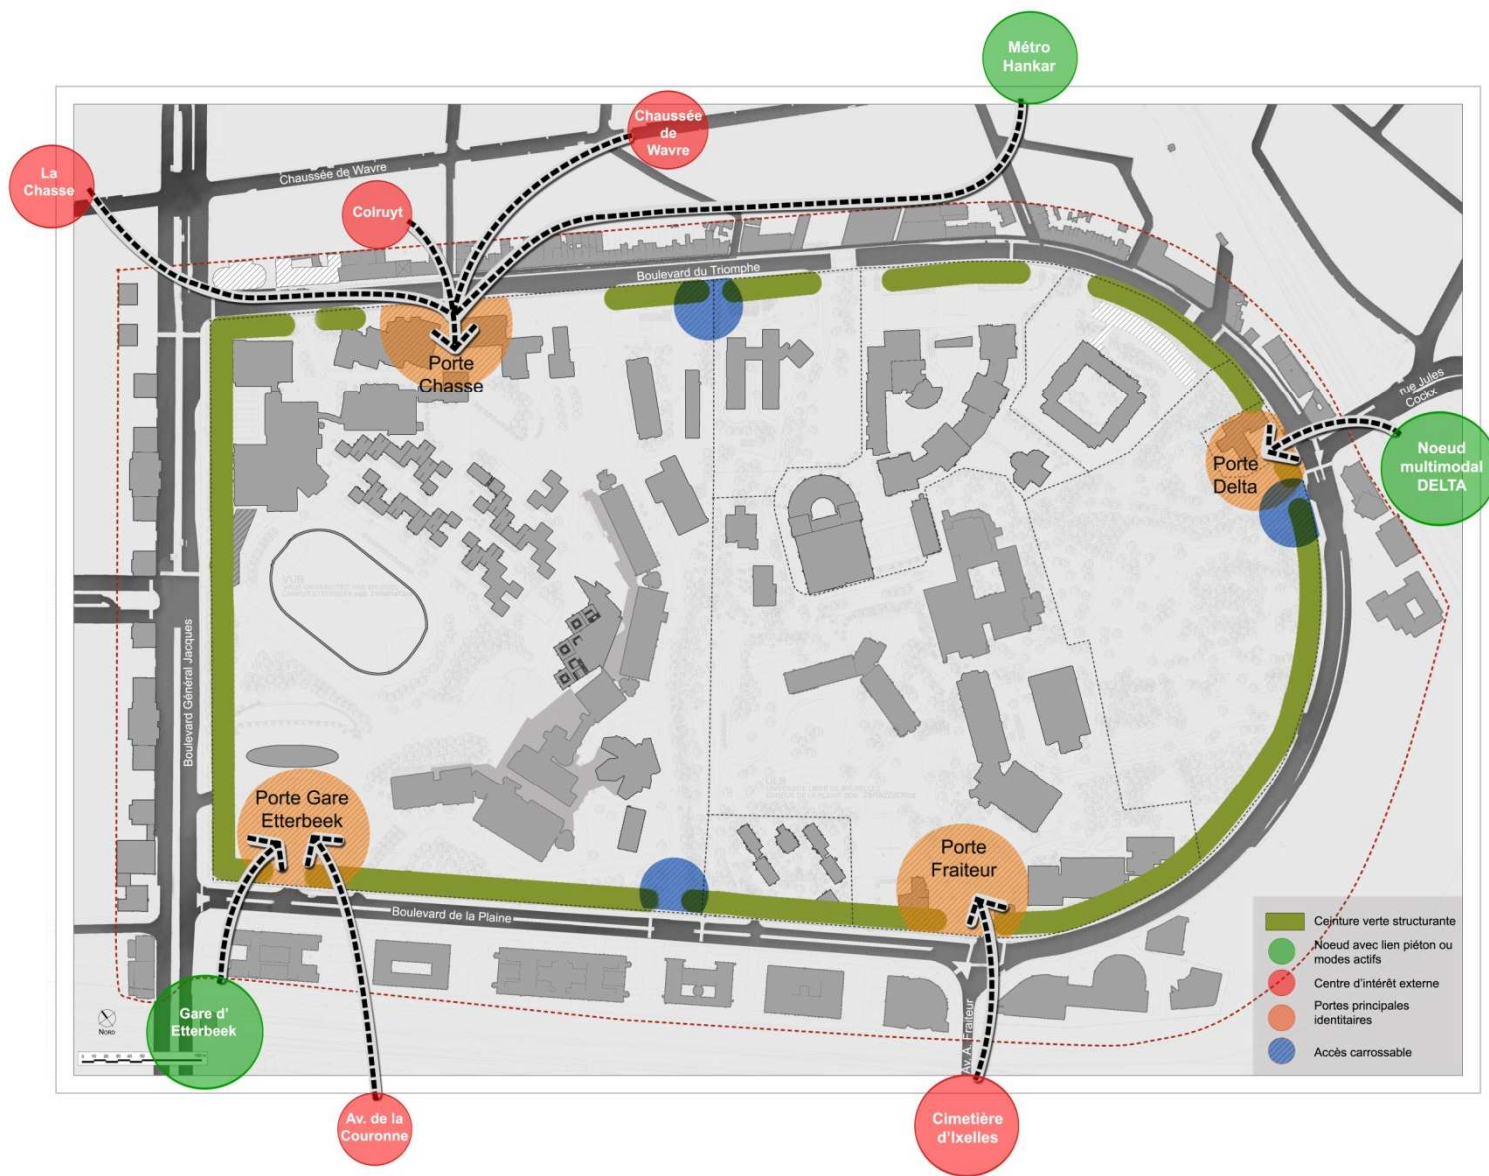 Métro
Hankar
Chaussée
de
Wavre
La
Chasse
Chaussée de Wavre
Colruyt
Boulevard du Triomphe
Porte
Chasse
rue Jules
Cockx
Porte
Delta
Noeud
multimodal
DELTA
VUB
Boulevard Général Jacques
Porte Gare
Etterbeek
Porte
Fraiteur
Boulevard de la Plaine
Av. A. Fraiteur
Gare d'
Etterbeek
Av. de la
Couronne
Cimetière
d'Ixelles
NORD
Ceinture verte structurante
Noeud avec lien piéton ou
modes actifs
Centre d'intérêt externe
Portes principales
identitaires
Accès carrossable